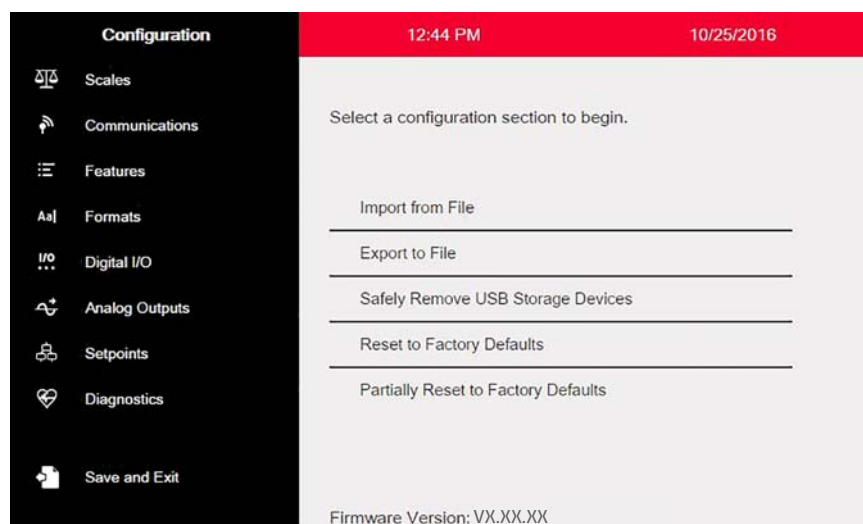 Configuration
12:44 PM
10/25/2016
Scales
Communications
Features
Aa
Formats
I/O
Digital I/O
Analog Outputs
Setpoints
Diagnostics
Save and Exit
Select a configuration section to begin.
Import from File
Export to File
Safely Remove USB Storage Devices
Reset to Factory Defaults
Partially Reset to Factory Defaults
Firmware Version: VX.XX.XX